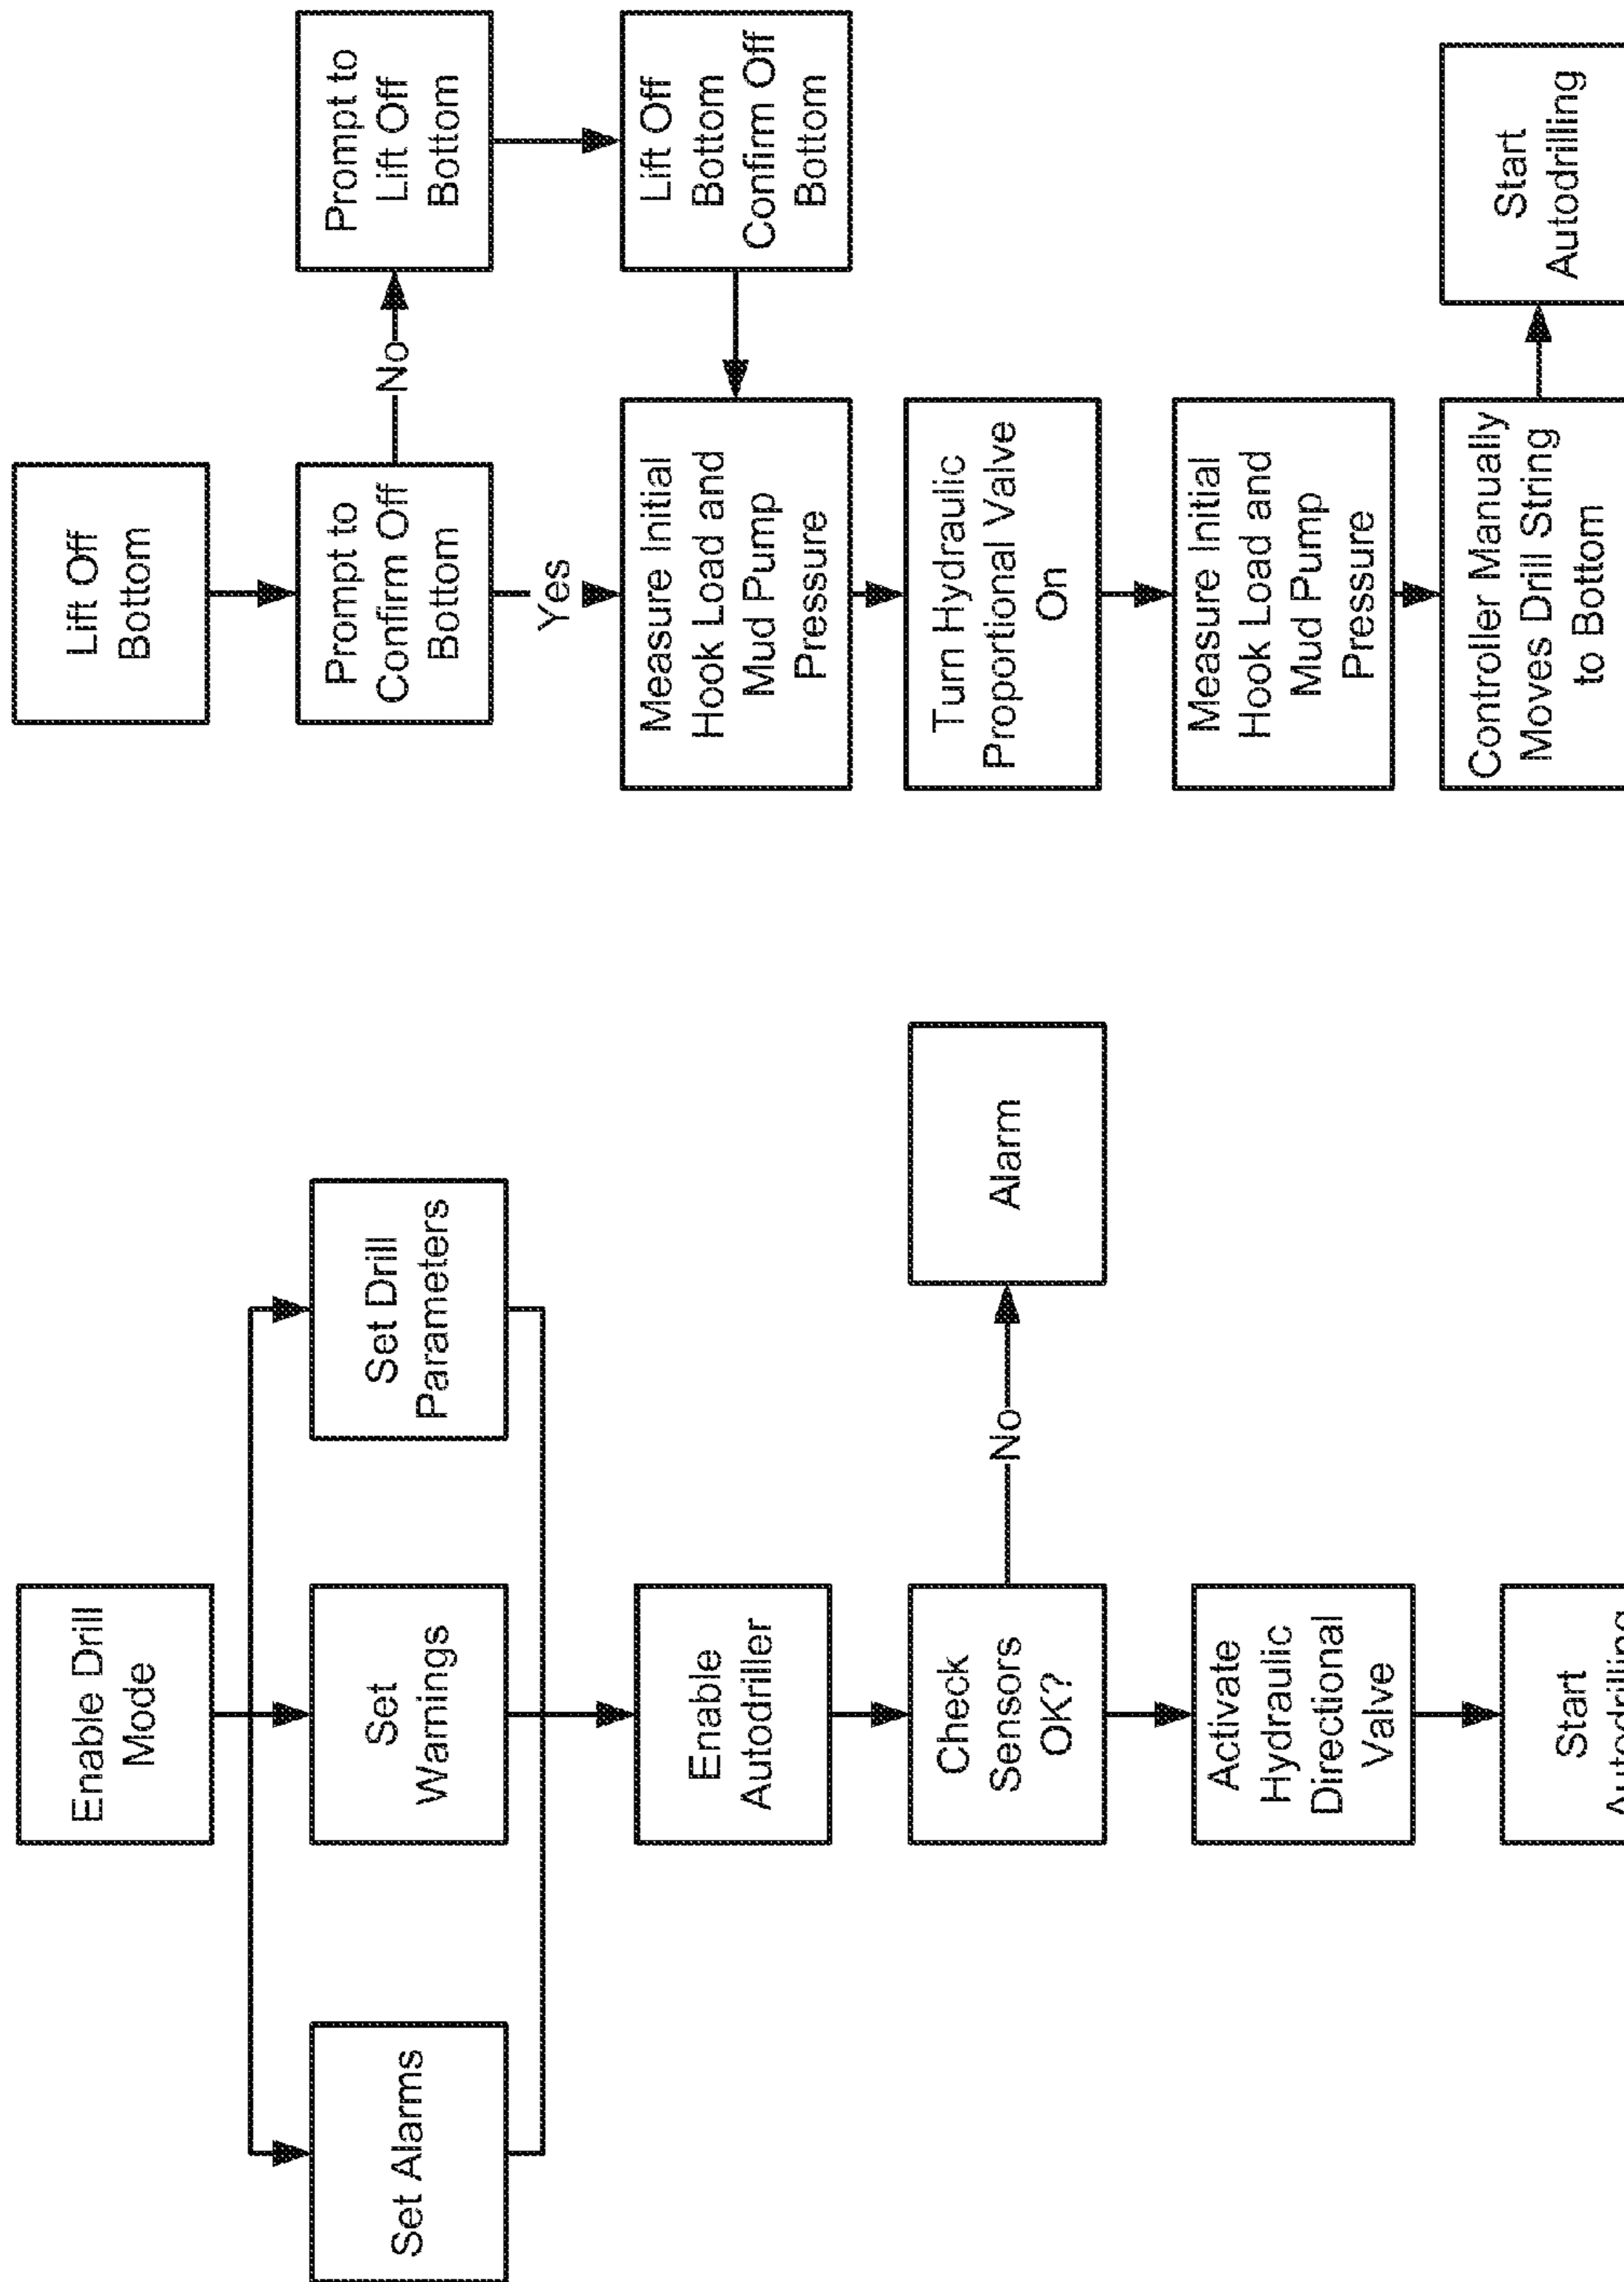 Enable Drill
Mode
Set Alarms
Set
Warnings
Set Drill
Parameters
Enable
Autodriller
Check
Sensors
OK?
No
Alarm
Activate
Hydraulic
Directional
Valve
Start
Autodrilling
Lift Off
Bottom
Prompt to
Confirm Off
Bottom
No
Prompt to
Lift Off
Bottom
Yes
Lift Off
Bottom
Confirm Off
Bottom
Measure Initial
Hook Load and
Mud Pump
Pressure
Turn Hydraulic
Proportional Valve
On
Measure Initial
Hook Load and
Mud Pump
Pressure
Controller Manually
Moves Drill String
to Bottom
Start
Autodrilling